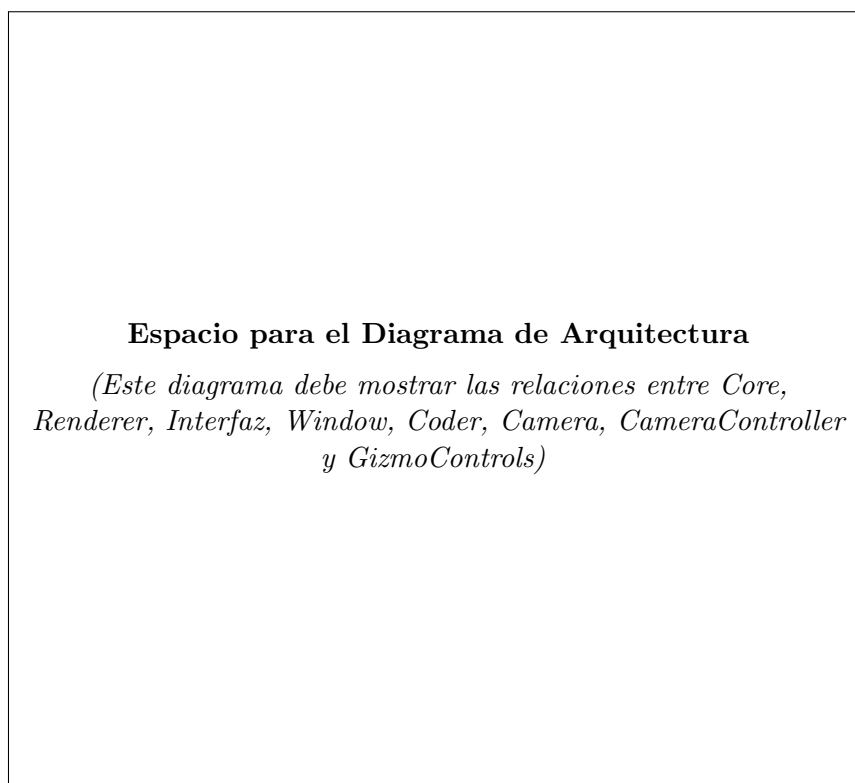 Espacio para el Diagrama de Arquitectura
(Este diagrama debe mostrar las relaciones entre Core,
Renderer, Interfaz, Window, Coder, Camera, CameraController
y GizmoControls)